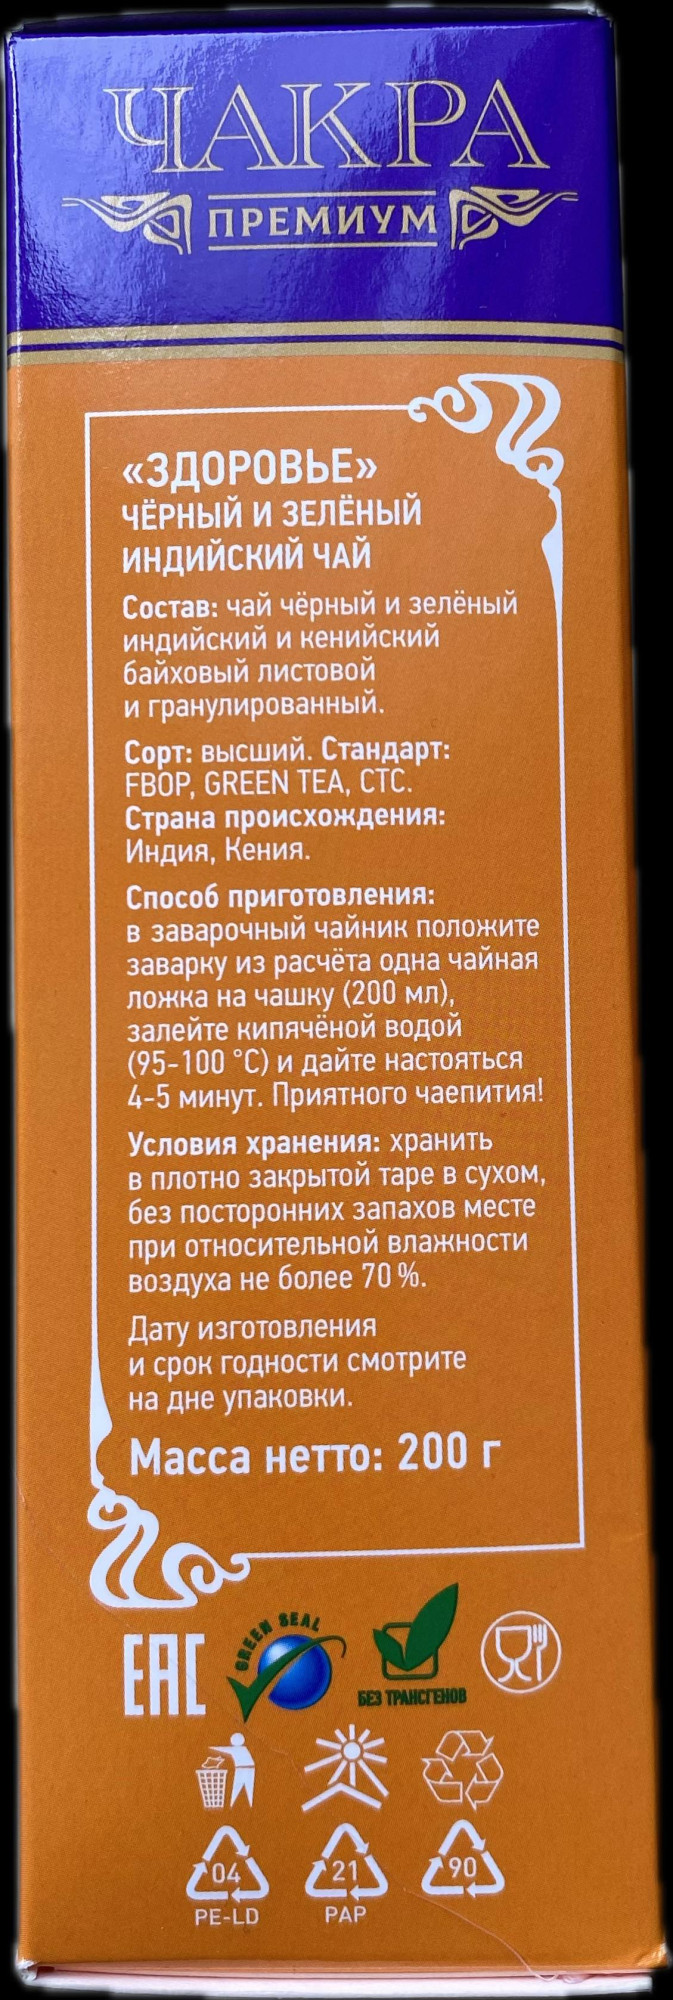 ЧАКРА
ПРЕМИУМ
«ЗДОРОВЬЕ»
ЧЁРНЫЙ И ЗЕЛЁНЫЙ
ИНДИЙСКИЙ ЧАЙ
Состав: чай чёрный и зелёный
индийский и кенийский
байховый листовой
и гранулированный.
Сорт: высший. Стандарт:
FBOP, GREEN TEA, CTC.
Страна происхождения:
Индия, Кения.
Способ приготовления:
в заварочный чайник положите
заварку из расчёта одна чайная
ложка на чашку (200 мл),
залейте кипячёной водой
(95-100 °С) и дайте настояться
4-5 минут. Приятного чаепития!
Условия хранения: хранить
в плотно закрытой таре в сухом,
без посторонних запахов месте
при относительной влажности
воздуха не более 70 %.
Дату изготовления
и срок годности смотрите
на дне упаковки.
Масса нетто: 200 г
EAC
GREEN SEAL
БЕЗ ТРАНСГЕНОВ
04
21
90
PE-LD
PAP